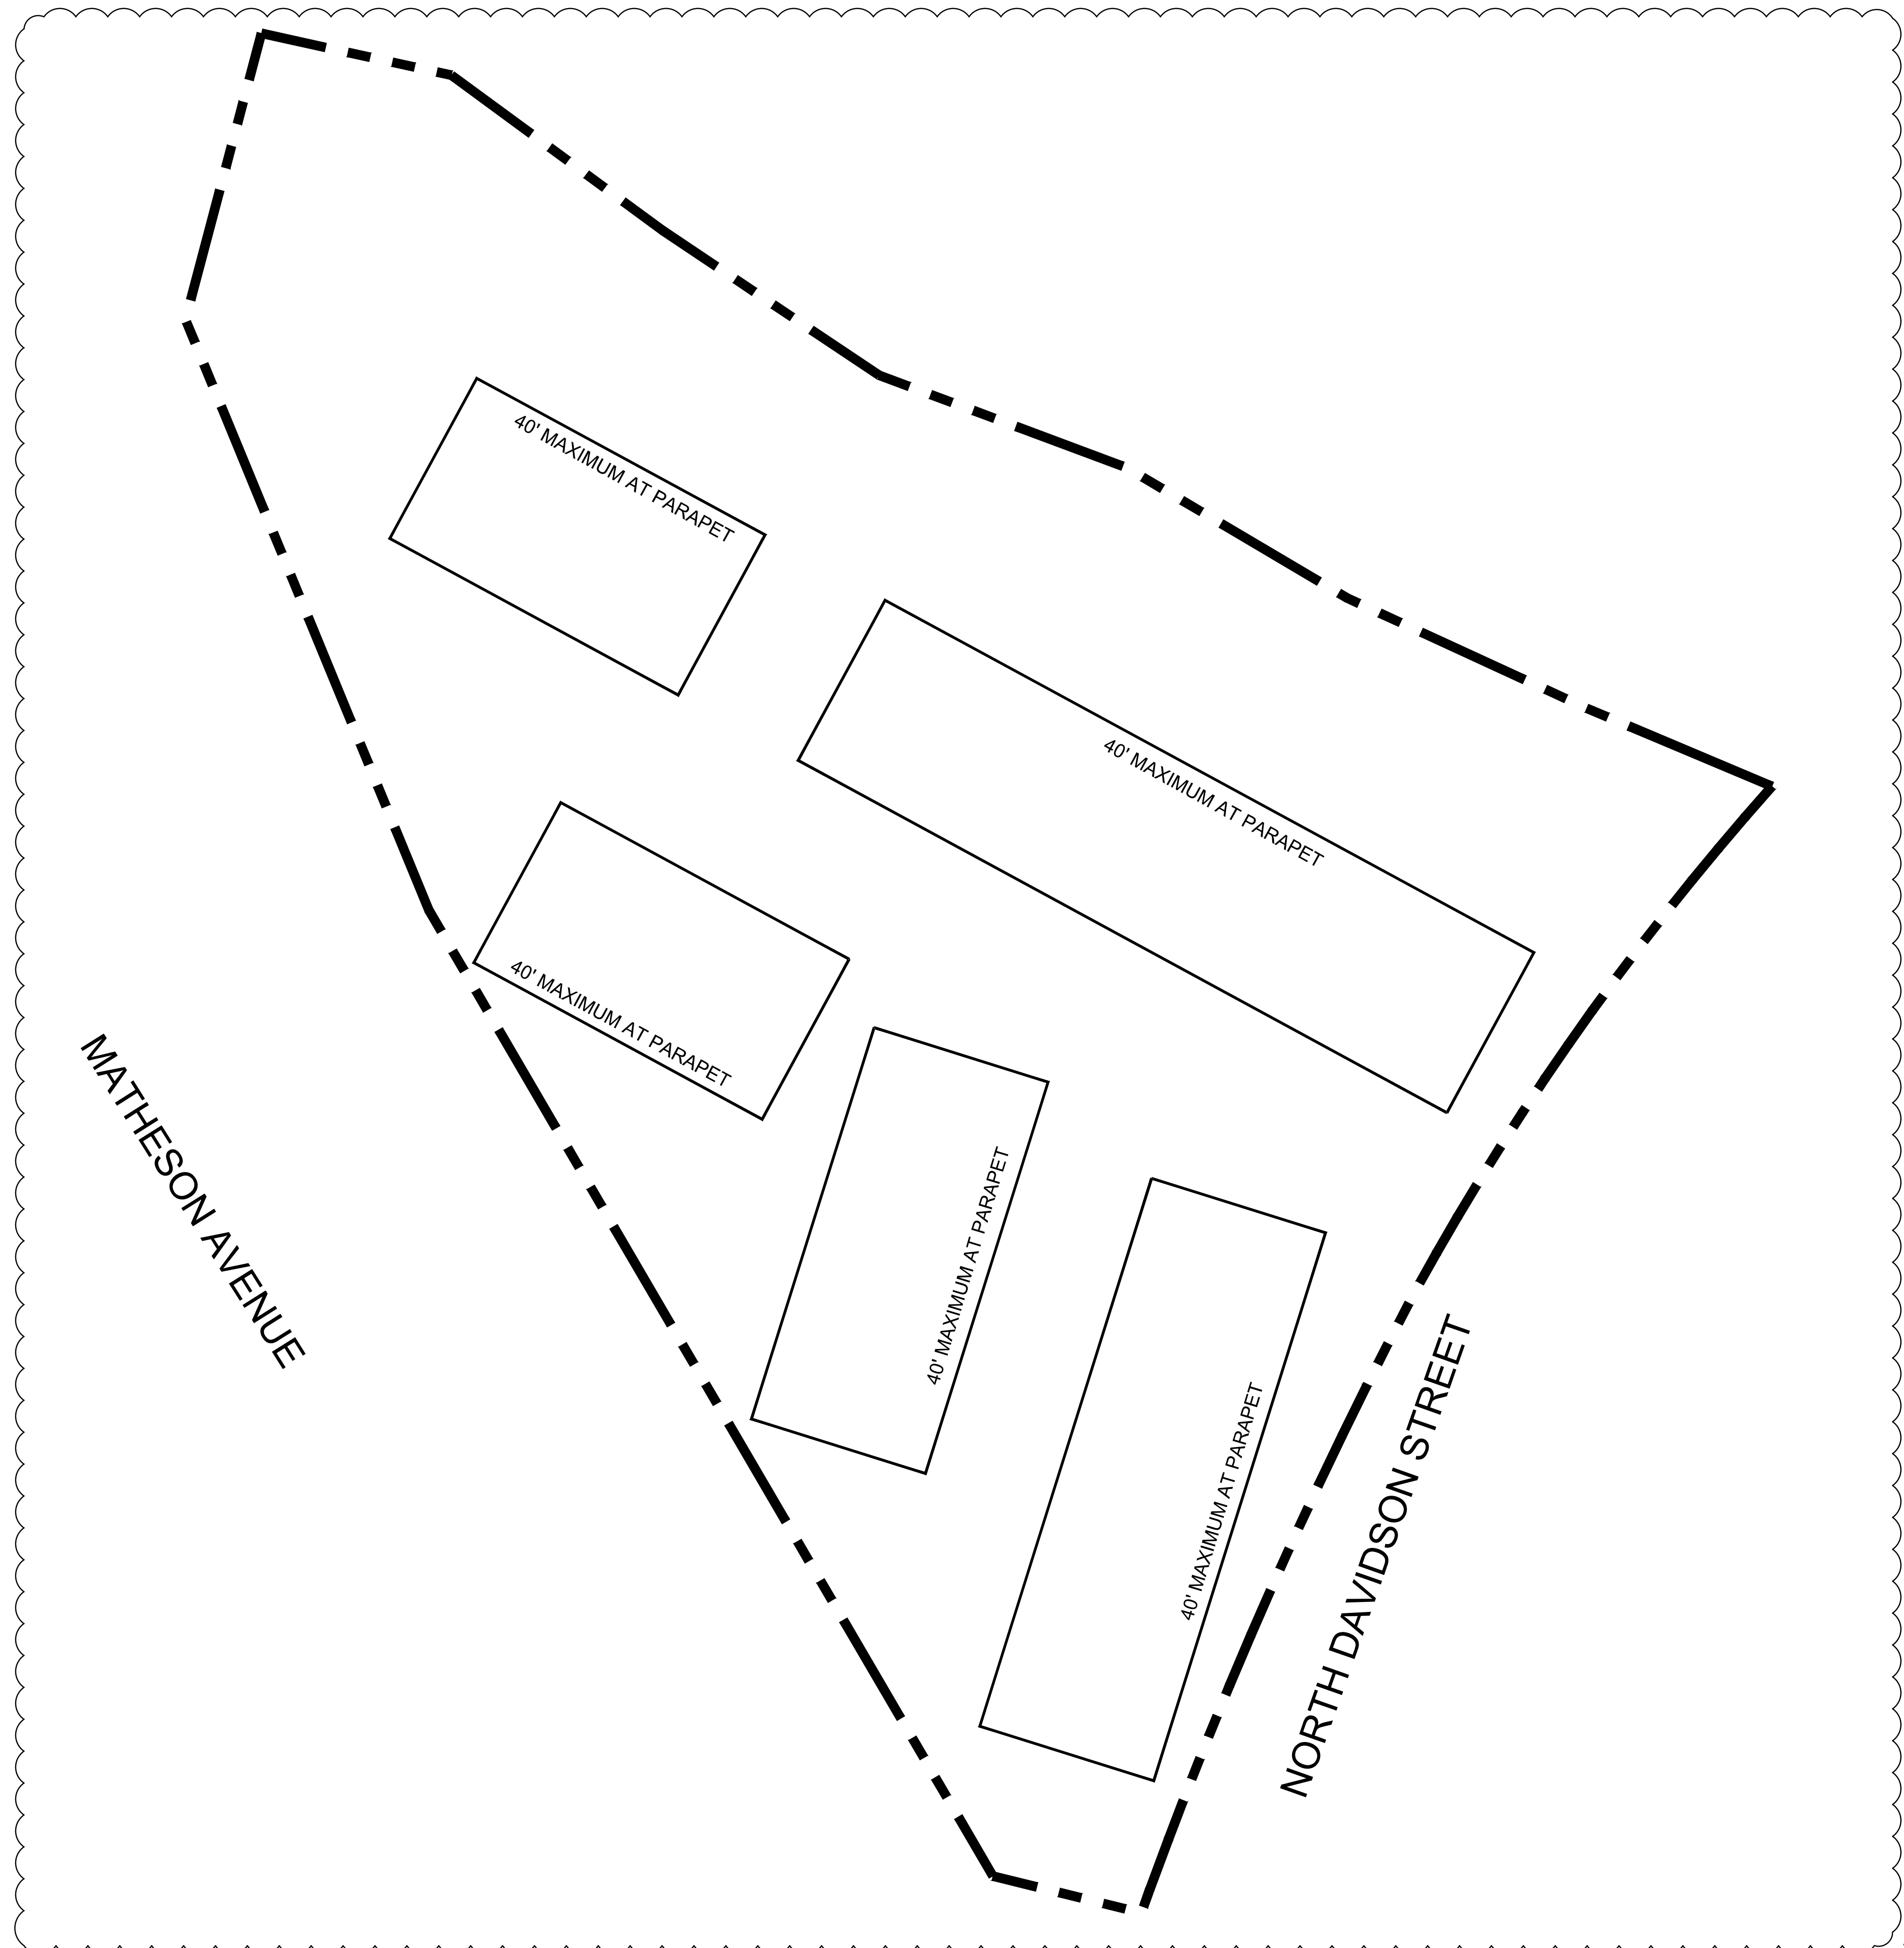 40' MAXIMUM AT PARAPET
40' MAXIMUM AT PARAPET
40' MAXIMUM AT PARAPET
40' MAXIMUM AT PARAPET
40' MAXIMUM AT PARAPET
MATHESON AVENUE
NORTH DAVIDSON STREET